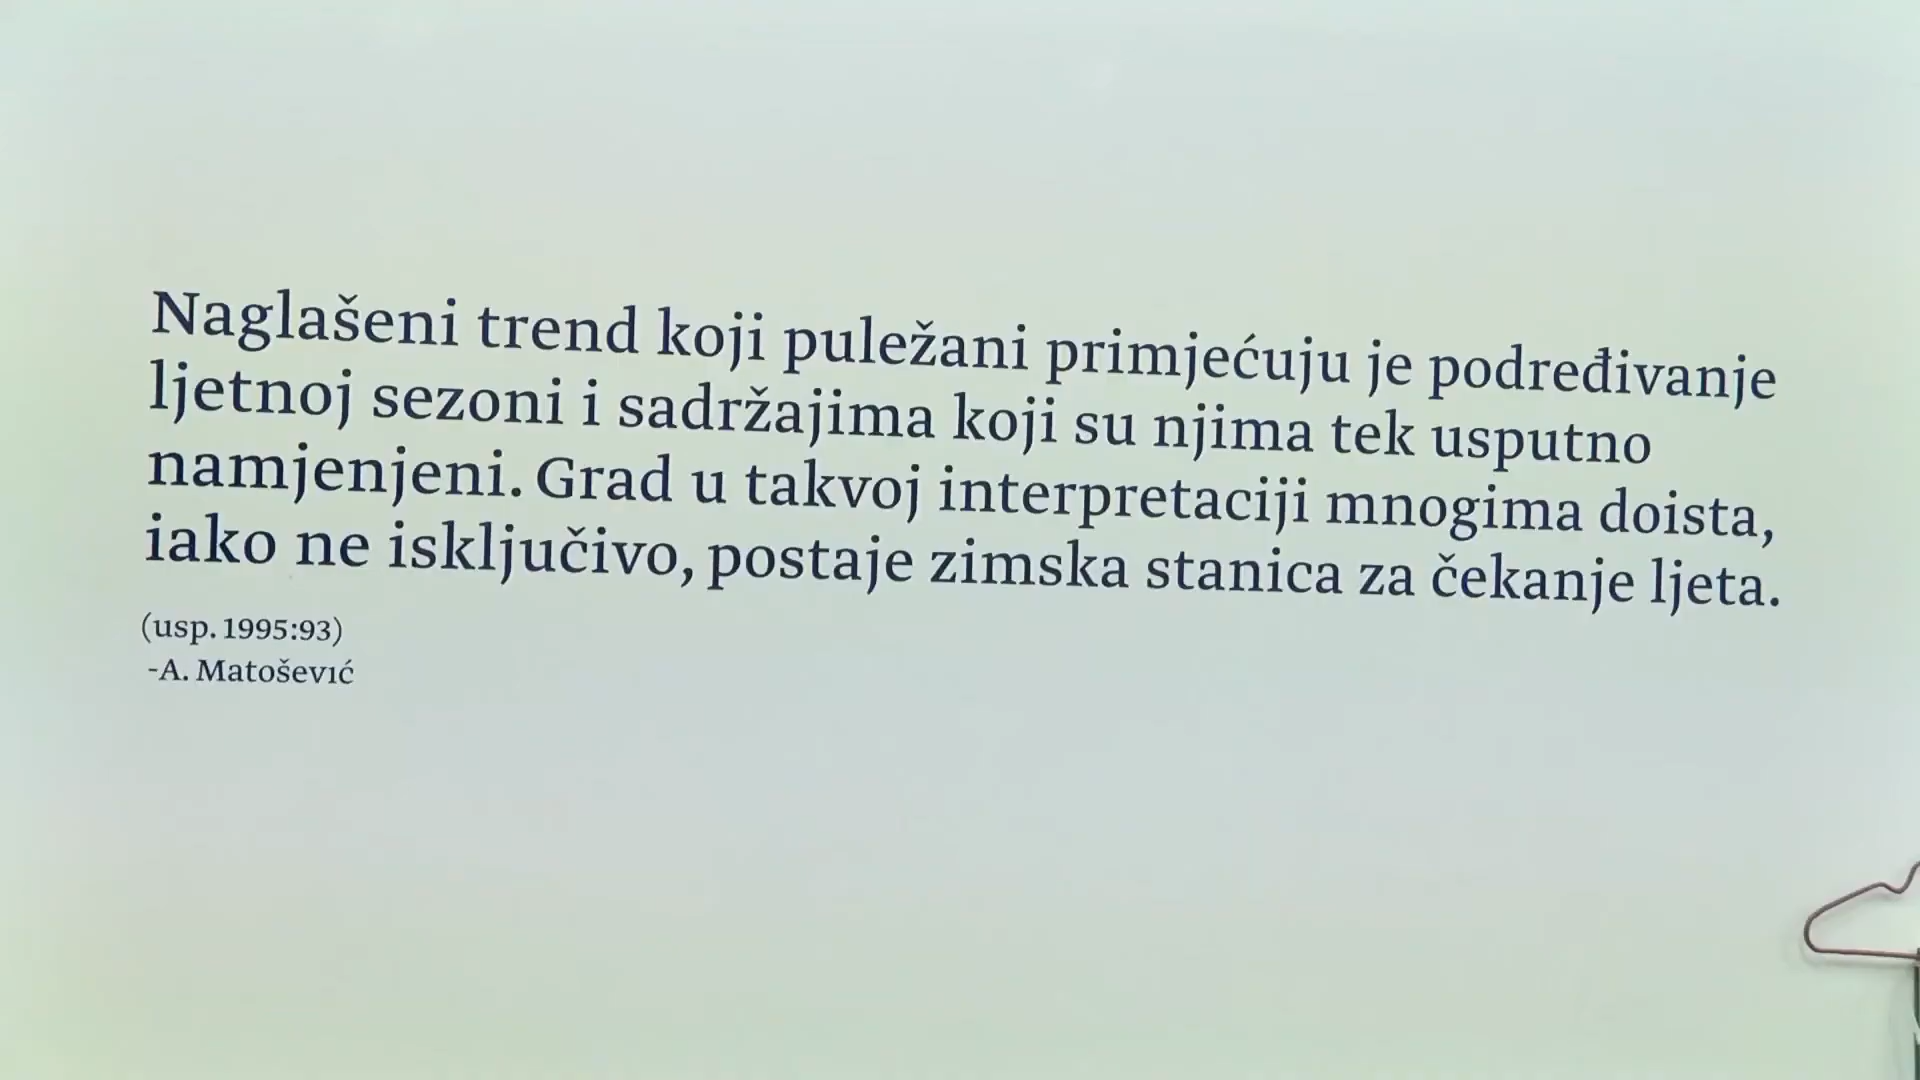 Naglašeni trend koji puležani primjećuju je podređivanje
ljetnoj sezoni i sadržajima koji su njima tek usputno
namjenjeni. Grad u takvoj interpretaciji mnogima doista,
iako ne isključivo, postaje zimska stanica za čekanje ljeta.
(usp. 1995:93)
-A. Matošević